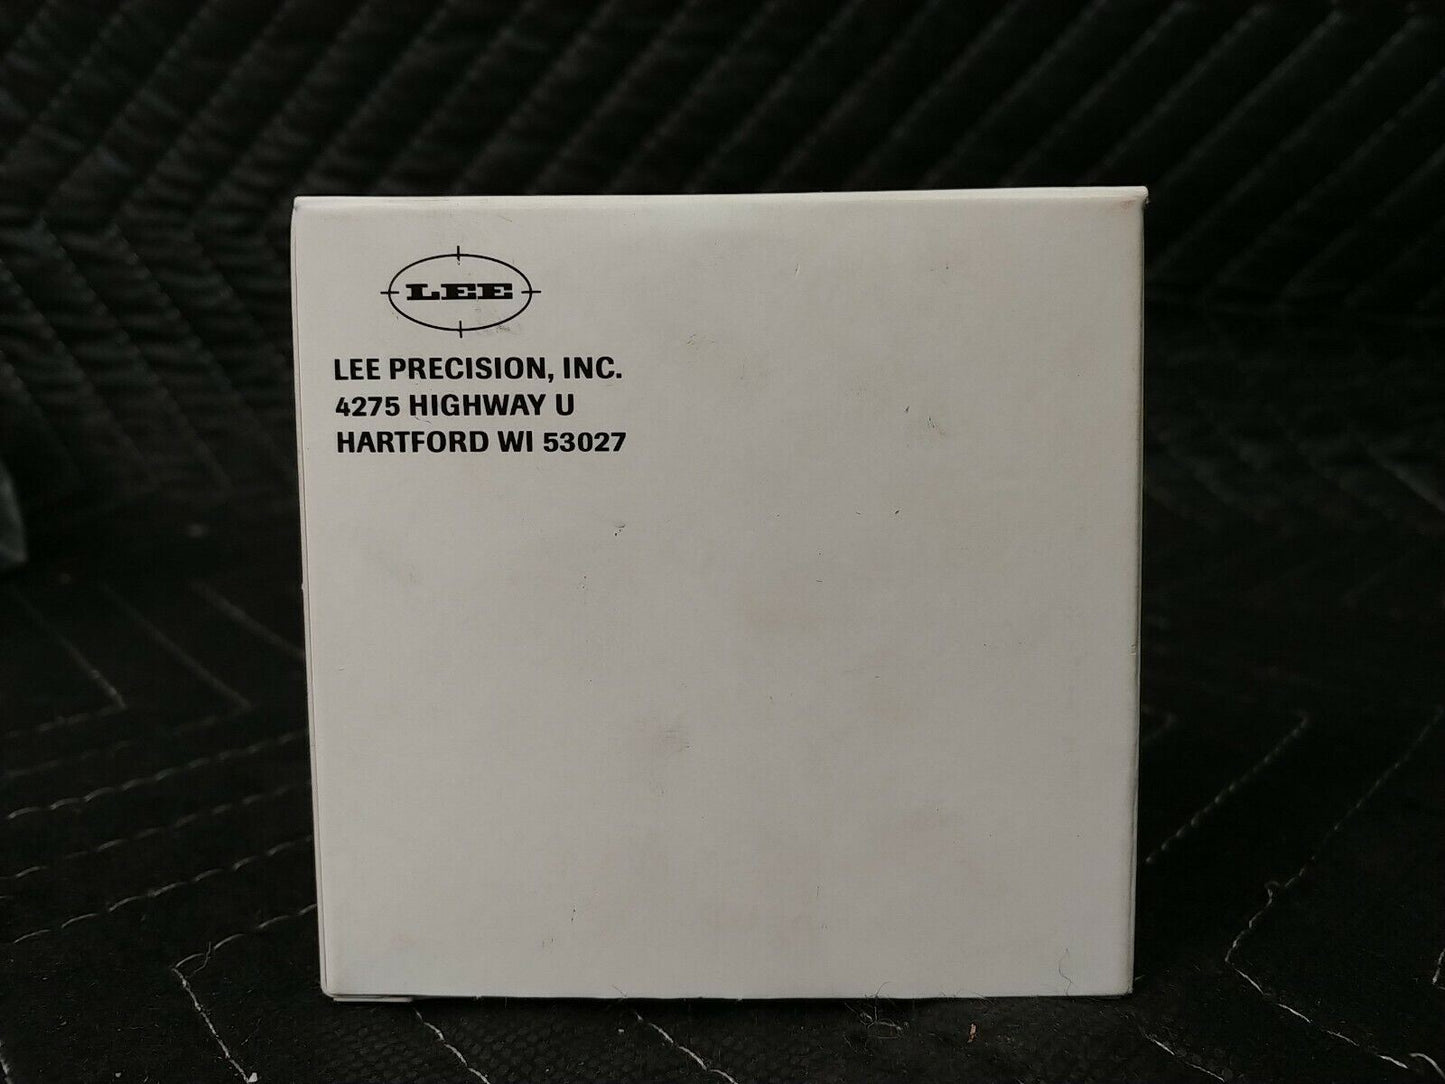 LEE
LEE PRECISION, INC.
4275 HIGHWAY U
HARTFORD WI 53027